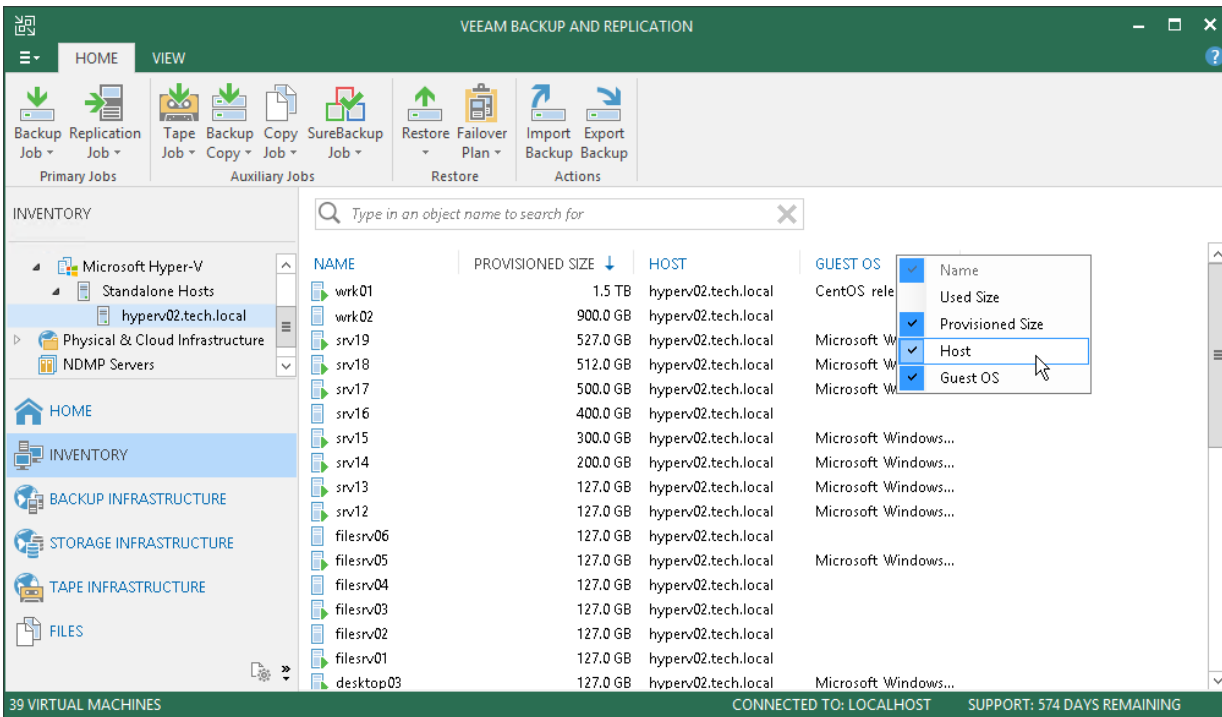 VEEAM BACKUP AND REPLICATION
HOME VIEW
Backup Job Replication Job Tape Job Backup Copy Copy Job SureBackup Job Restore Failover Plan Import Backup Export Backup
Primary Jobs Auxiliary Jobs Restore Actions
INVENTORY
Type in an object name to search for
Microsoft Hyper-V
Standalone Hosts
hyperv02.tech.local
Physical & Cloud Infrastructure
NDMP Servers
HOME
INVENTORY
BACKUP INFRASTRUCTURE
STORAGE INFRASTRUCTURE
TAPE INFRASTRUCTURE
FILES
NAME PROVISIONED SIZE HOST GUEST OS
wrk01 1.5 TB hyperv02.tech.local CentOS rele
wrk02 900.0 GB hyperv02.tech.local
srv19 527.0 GB hyperv02.tech.local Microsoft W
srv18 512.0 GB hyperv02.tech.local Microsoft W
srv17 500.0 GB hyperv02.tech.local Microsoft W
srv16 400.0 GB hyperv02.tech.local
srv15 300.0 GB hyperv02.tech.local Microsoft Windows...
srv14 200.0 GB hyperv02.tech.local Microsoft Windows...
srv13 127.0 GB hyperv02.tech.local Microsoft Windows...
srv12 127.0 GB hyperv02.tech.local Microsoft Windows...
filesrv06 127.0 GB hyperv02.tech.local
filesrv05 127.0 GB hyperv02.tech.local Microsoft Windows...
filesrv04 127.0 GB hyperv02.tech.local
filesrv03 127.0 GB hyperv02.tech.local
filesrv02 127.0 GB hyperv02.tech.local
filesrv01 127.0 GB hyperv02.tech.local
desktop03 127.0 GB hyperv02.tech.local Microsoft Windows...
Name
Used Size
Provisioned Size
Host
Guest OS
39 VIRTUAL MACHINES CONNECTED TO: LOCALHOST SUPPORT: 574 DAYS REMAINING